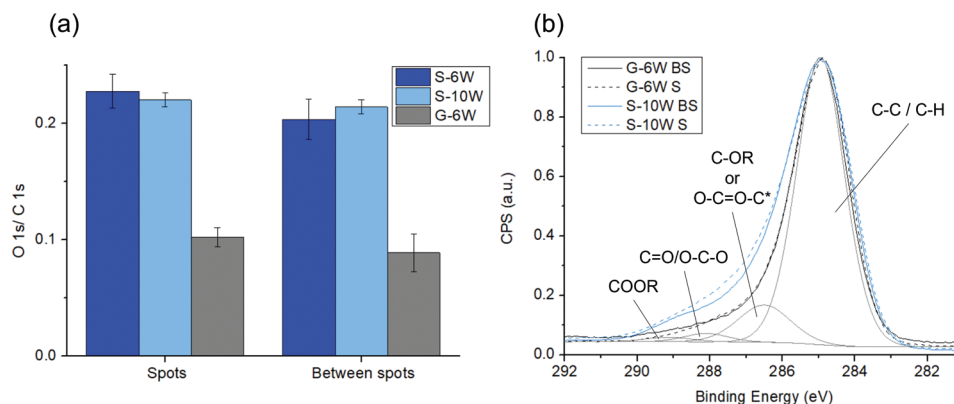 (a)
O 1s/ C 1s
0.2
0.1
0.0
S-6W
S-10W
G-6W
Spots
Between spots
(b)
CPS (a.u.)
1.0
0.8
0.6
0.4
0.2
0.0
G-6W BS
G-6W S
S-10W BS
S-10W S
C-C / C-H
C-OR
or
O-C=O-C*
C=O/O-C-O
COOR
292
290
288
286
284
282
Binding Energy (eV)